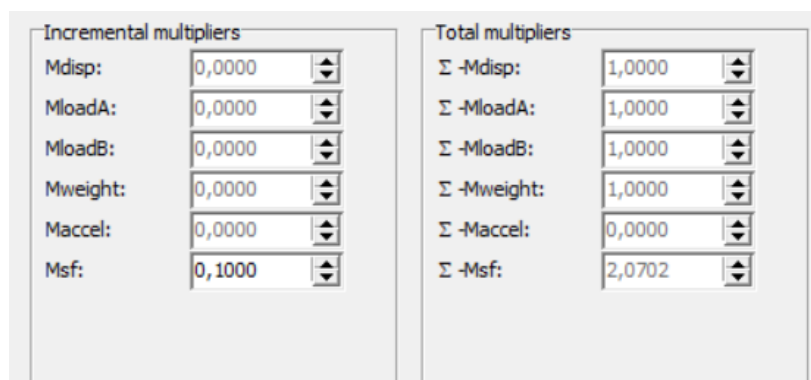 Incremental multipliers
Mdisp: 0,0000
MloadA: 0,0000
MloadB: 0,0000
Mweight: 0,0000
Maccel: 0,0000
Msf: 0,1000
Total multipliers
Σ -Mdisp: 1,0000
Σ -MloadA: 1,0000
Σ -MloadB: 1,0000
Σ -Mweight: 1,0000
Σ -Maccel: 0,0000
Σ -Msf: 2,0702